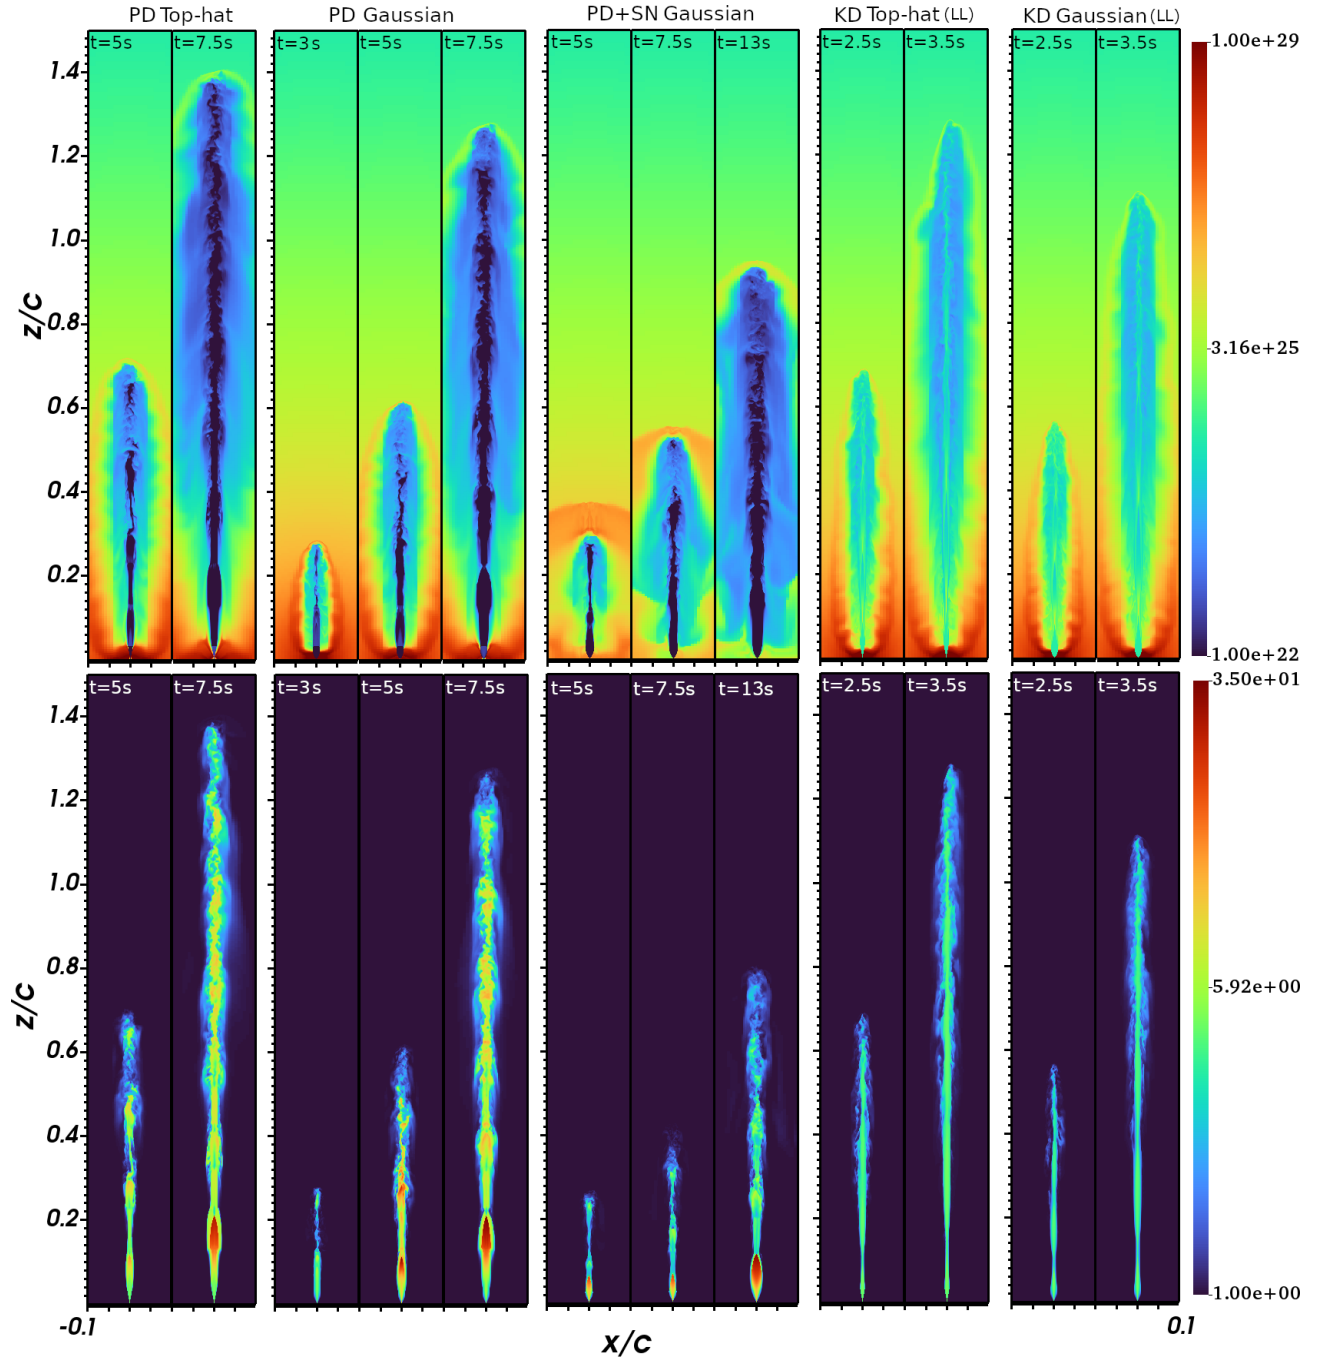 PD Top-hat
PD Gaussian
PD+SN Gaussian
KD Top-hat (LL)
KD Gaussian (LL)
t=5s t=7.5s
t=3s t=5s t=7.5s
t=5s t=7.5s t=13s
t=2.5s t=3.5s
t=2.5s t=3.5s
z/c
1.4
1.2
1.0
0.8
0.6
0.4
0.2
1.00e+29
3.16e+25
1.00e+22
t=5s t=7.5s
t=3s t=5s t=7.5s
t=5s t=7.5s t=13s
t=2.5s t=3.5s
t=2.5s t=3.5s
z/c
1.4
1.2
1.0
0.8
0.6
0.4
0.2
3.50e+01
5.92e+00
1.00e+00
-0.1
x/c
0.1